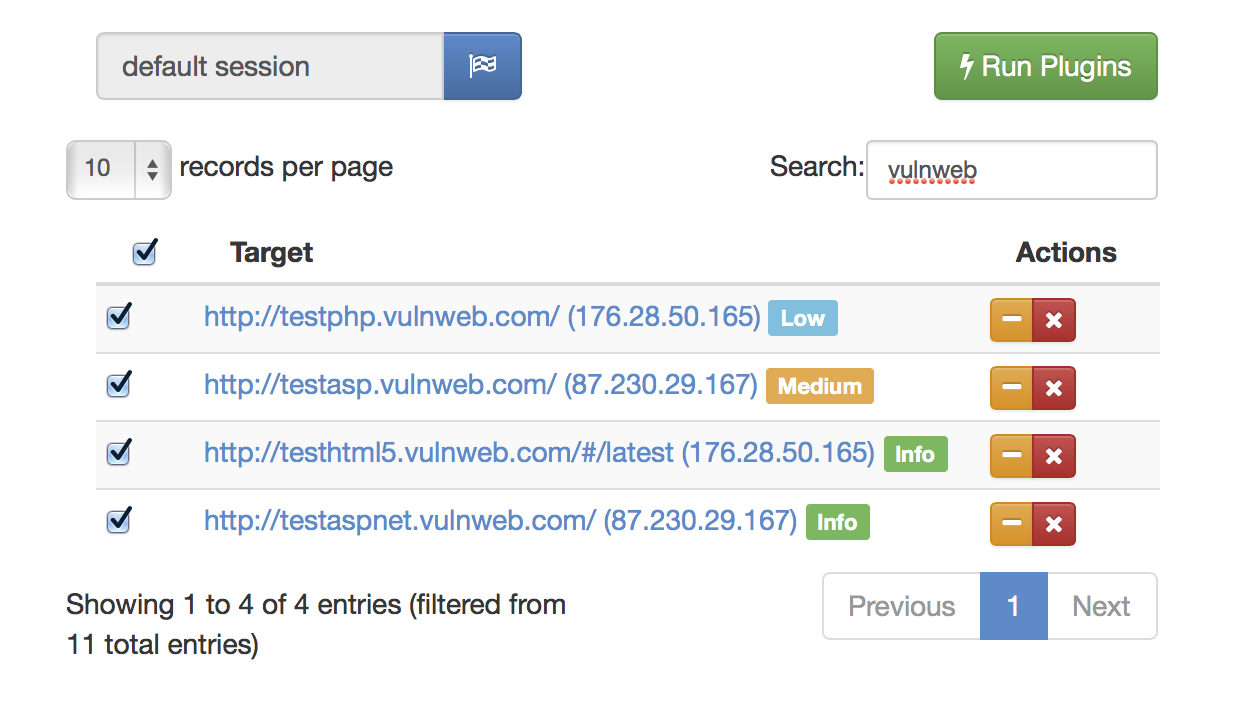 default session
Run Plugins
10 records per page
Search: vulnweb
Target Actions
http://testphp.vulnweb.com/ (176.28.50.165) Low
http://testasp.vulnweb.com/ (87.230.29.167) Medium
http://testhtml5.vulnweb.com/#/latest (176.28.50.165) Info
http://testaspnet.vulnweb.com/ (87.230.29.167) Info
Showing 1 to 4 of 4 entries (filtered from
11 total entries)
Previous 1 Next